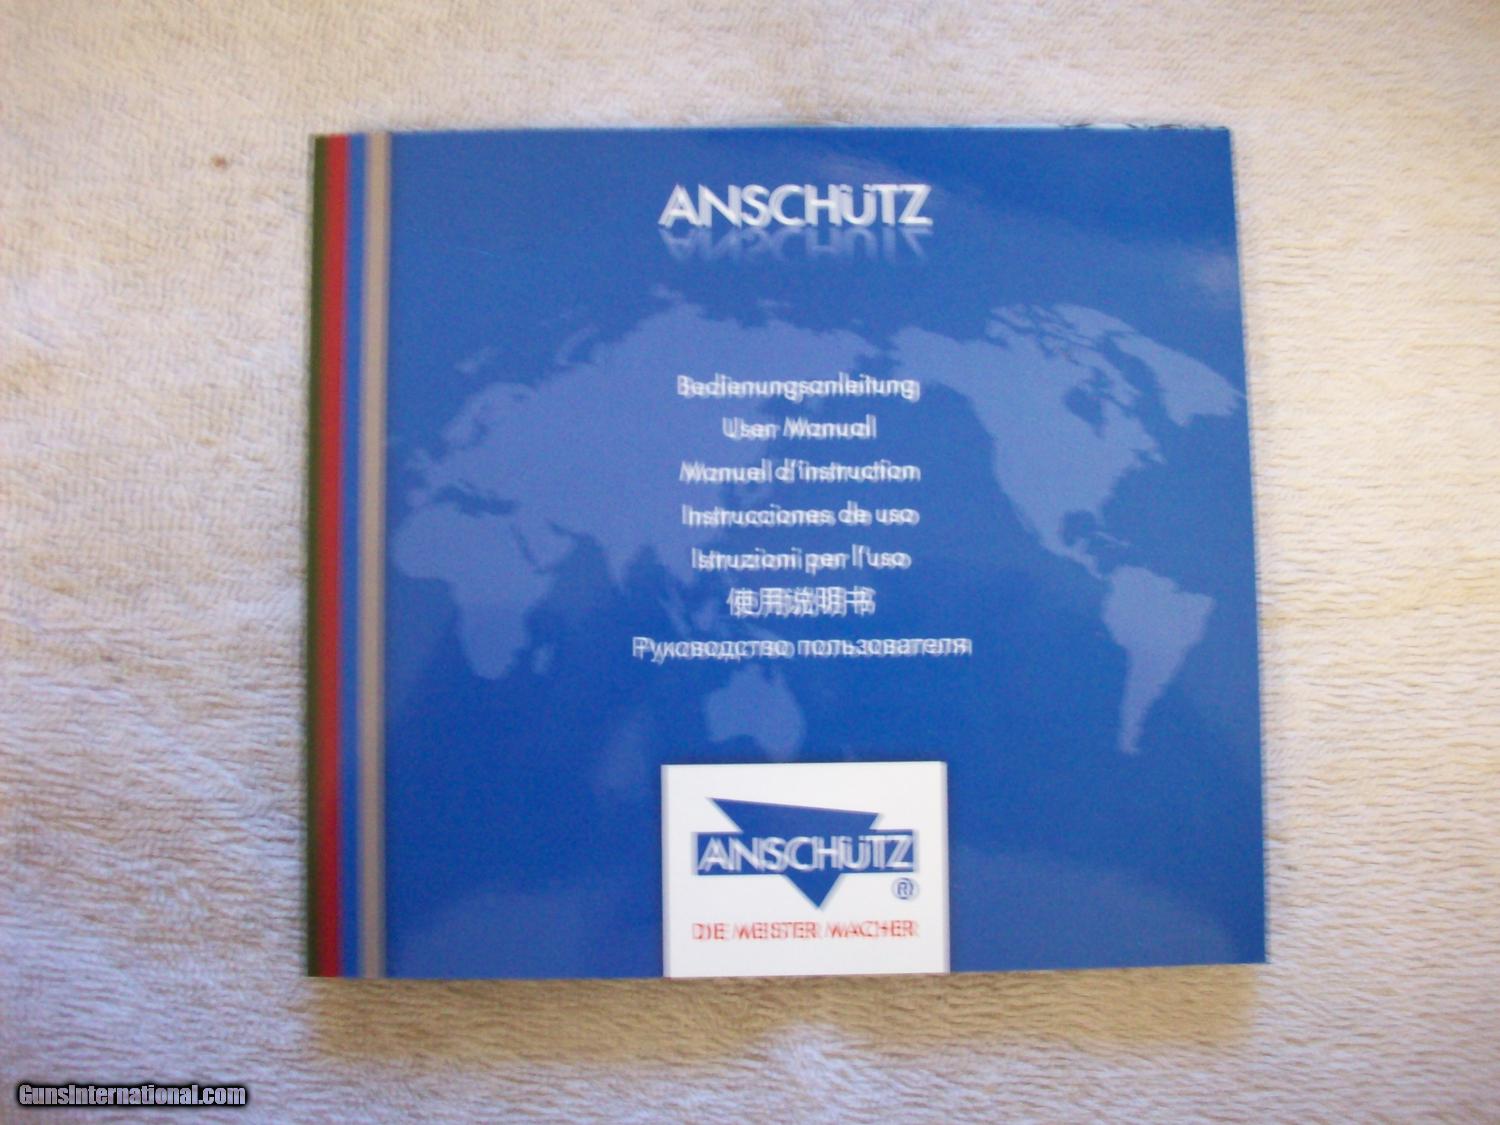 ANSCHÜTZ
Bedienungsanleitung
User Manual
Manuel d'instruction
Instrucciones de uso
Istruzioni per l'uso
使用说明书
Руководство пользователя
ANSCHÜTZ
®
DIE MEISTER MACHER
GunsInternational.com